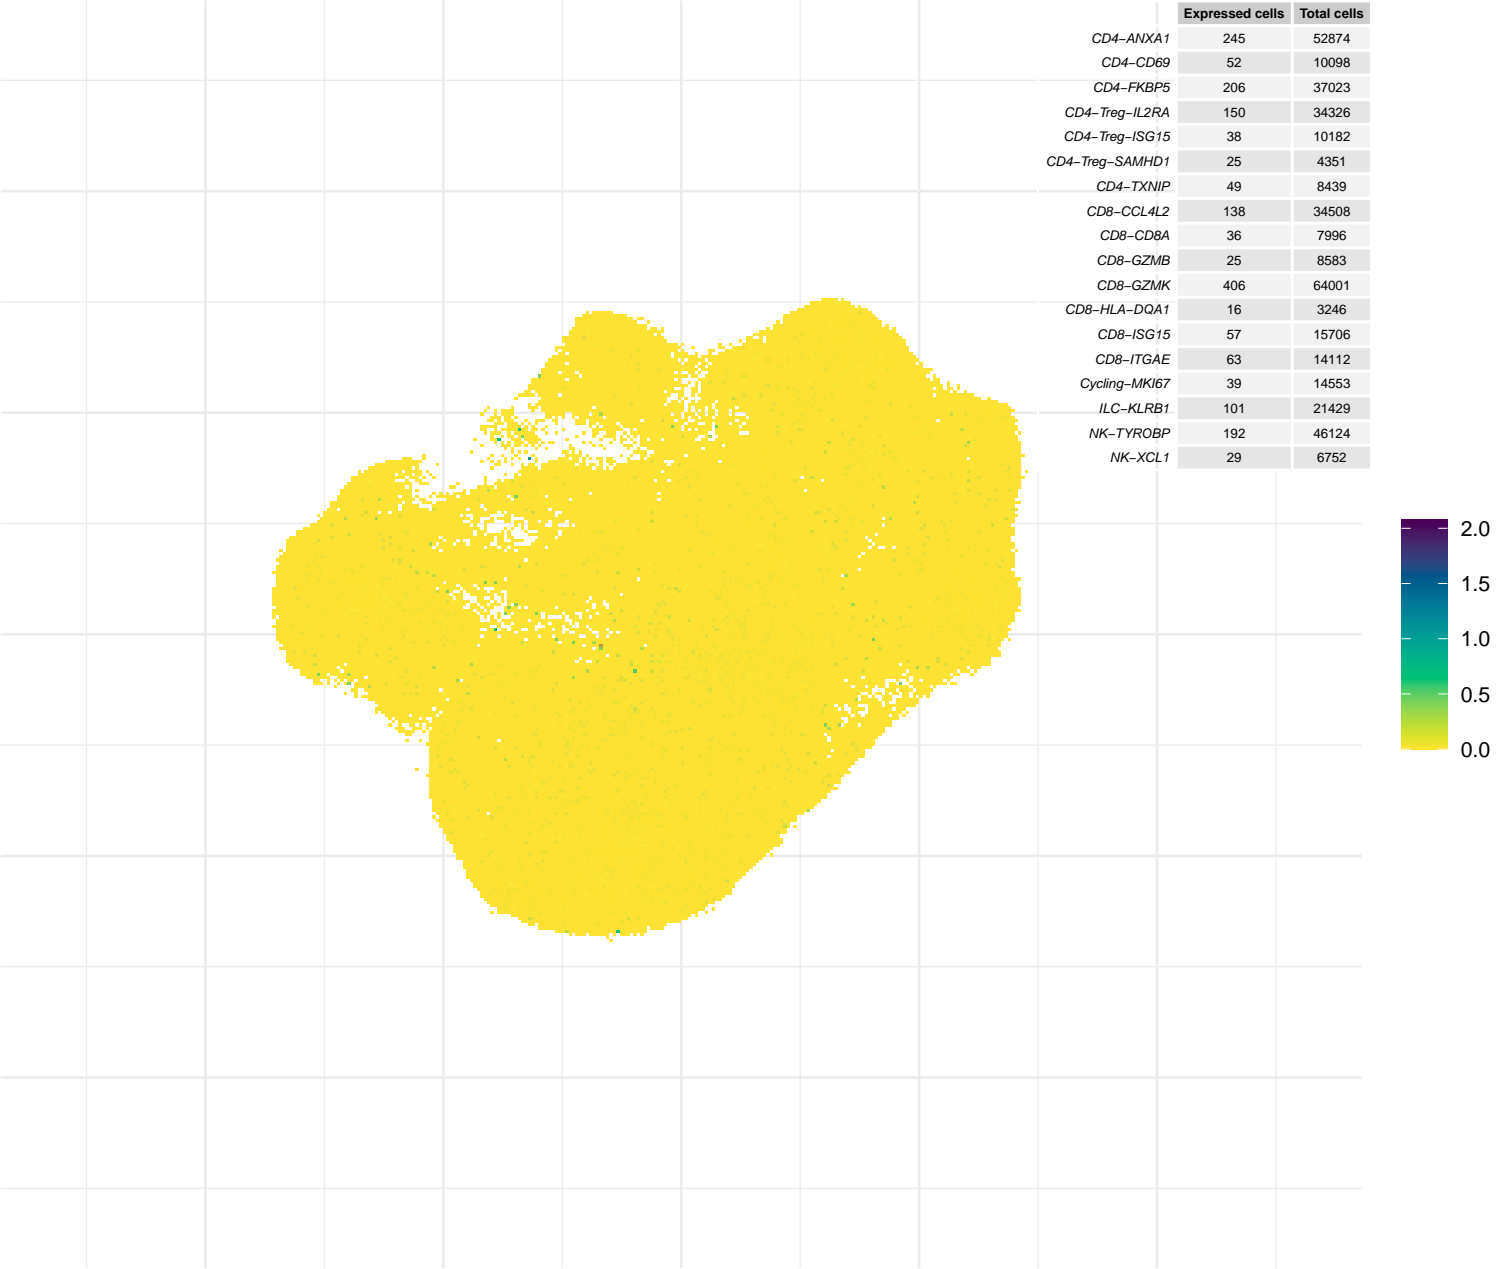 Expressed cells Total cells
CD4−ANXA1 245 52874
CD4−CD69 52 10098
CD4−FKBP5 206 37023
CD4−Treg−IL2RA 150 34326
CD4−Treg−ISG15 38 10182
CD4−Treg−SAMHD1 25 4351
CD4−TXNIP 49 8439
CD8−CCL4L2 138 34508
CD8−CD8A 36 7996
CD8−GZMB 25 8583
CD8−GZMK 406 64001
CD8−HLA−DQA1 16 3246
CD8−ISG15 57 15706
CD8−ITGAE 63 14112
Cycling−MKI67 39 14553
ILC−KLRB1 101 21429
NK−TYROBP 192 46124
NK−XCL1 29 6752
2.0
1.5
1.0
0.5
0.0